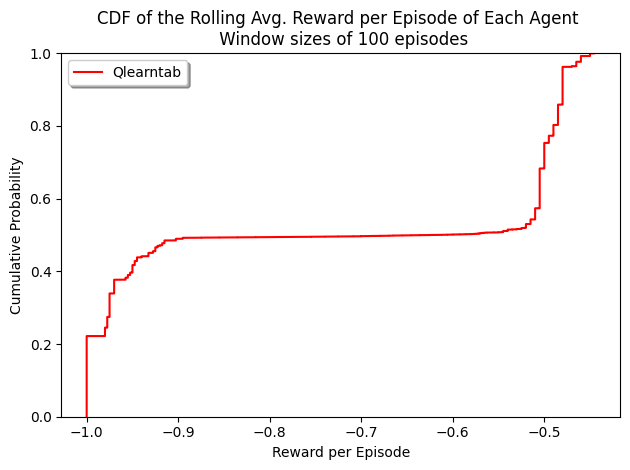 CDF of the Rolling Avg. Reward per Episode of Each Agent
Window sizes of 100 episodes
Qlearntab
1.0
0.8
0.6
0.4
0.2
0.0
Cumulative Probability
−1.0
−0.9
−0.8
−0.7
−0.6
−0.5
Reward per Episode